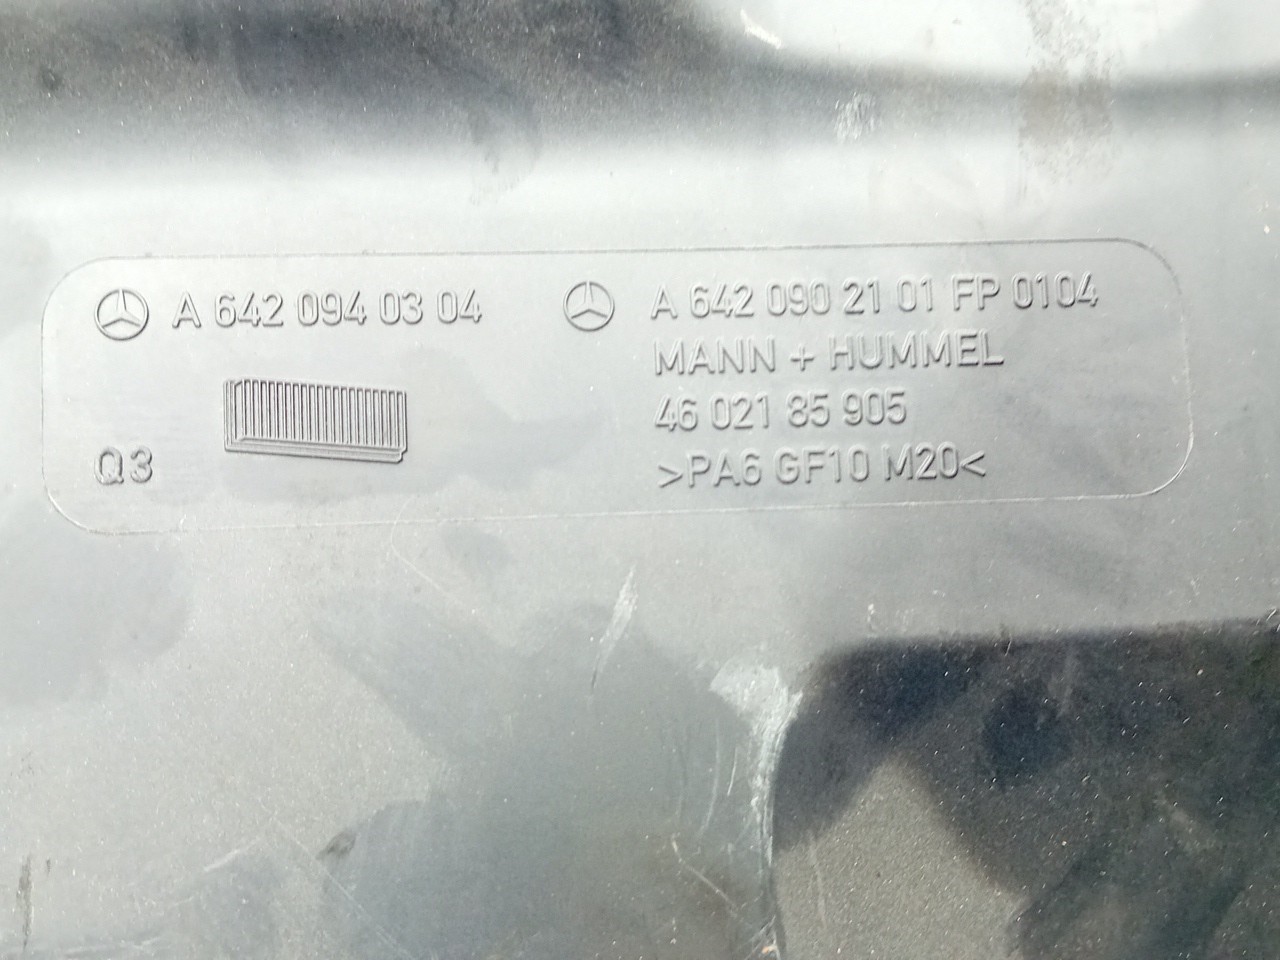 A 642 094 03 04
Q3
A 642 090 21 01 FP 0104
MANN + HUMMEL
46 021 85 905
>PA6 GF10 M20<